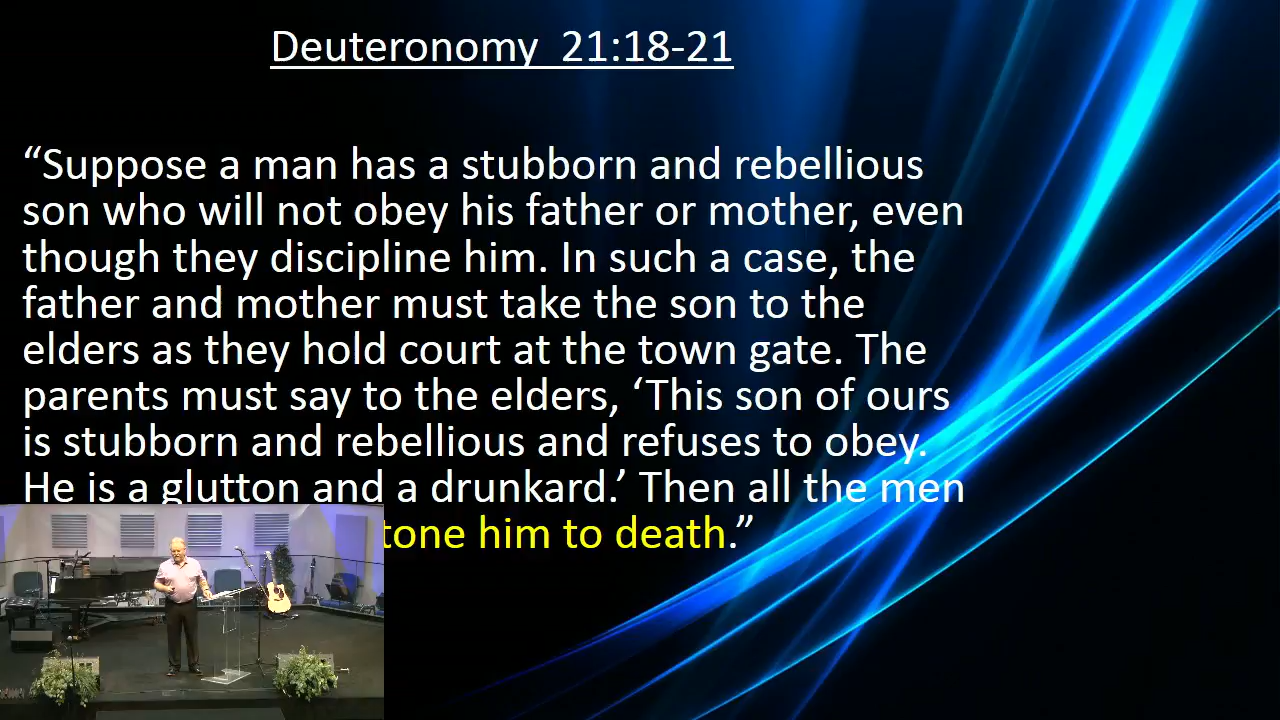 Deuteronomy 21:18-21
“Suppose a man has a stubborn and rebellious
son who will not obey his father or mother, even
though they discipline him. In such a case, the
father and mother must take the son to the
elders as they hold court at the town gate. The
parents must say to the elders, ‘This son of ours
is stubborn and rebellious and refuses to obey.
He is a glutton and a drunkard.’ Then all the men
tone him to death.”